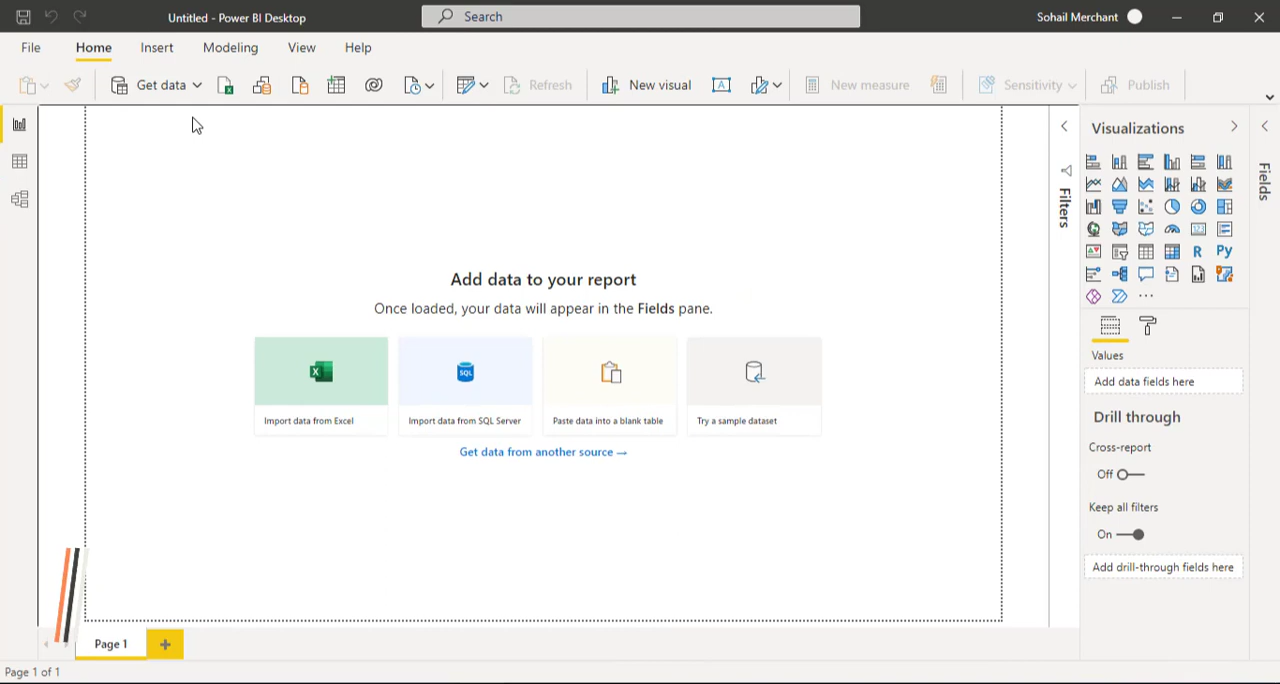 Untitled - Power BI Desktop
Search
Sohail Merchant
File Home Insert Modeling View Help
Get data
Refresh
New visual
New measure
Sensitivity
Publish
Visualizations
Filters
Fields
R Py
Add data to your report
Once loaded, your data will appear in the Fields pane.
SQL
Import data from Excel
Import data from SQL Server
Paste data into a blank table
Try a sample dataset
Get data from another source →
Values
Add data fields here
Drill through
Cross-report
Off
Keep all filters
On
Add drill-through fields here
Page 1
Page 1 of 1